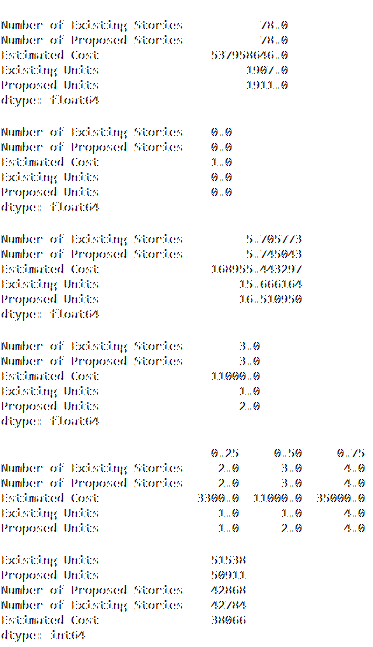 Number of Existing Stories 78.0
Number of Proposed Stories 78.0
Estimated Cost 537958646.0
Existing Units 1907.0
Proposed Units 1911.0
dtype: float64
Number of Existing Stories 0.0
Number of Proposed Stories 0.0
Estimated Cost 1.0
Existing Units 0.0
Proposed Units 0.0
dtype: float64
Number of Existing Stories 5.705773
Number of Proposed Stories 5.745043
Estimated Cost 168955.443297
Existing Units 15.666164
Proposed Units 16.510950
dtype: float64
Number of Existing Stories 3.0
Number of Proposed Stories 3.0
Estimated Cost 11000.0
Existing Units 1.0
Proposed Units 2.0
dtype: float64
0.25 0.50 0.75
Number of Existing Stories 2.0 3.0 4.0
Number of Proposed Stories 2.0 3.0 4.0
Estimated Cost 3300.0 11000.0 35000.0
Existing Units 1.0 1.0 4.0
Proposed Units 1.0 2.0 4.0
Existing Units 51538
Proposed Units 50911
Number of Proposed Stories 42868
Number of Existing Stories 42784
Estimated Cost 38066
dtype: int64